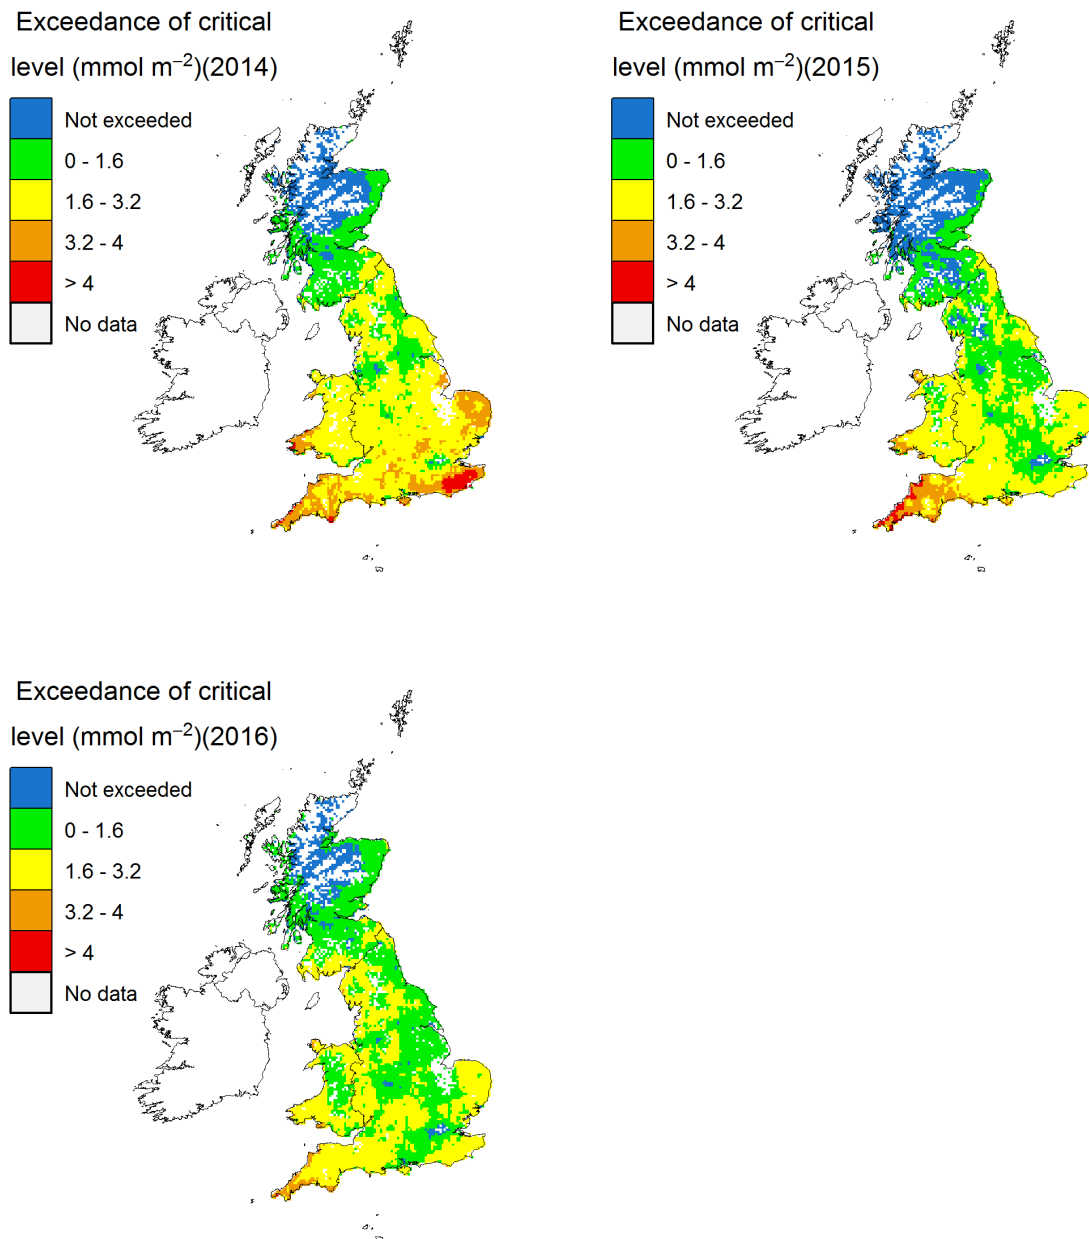 Exceedance of critical
level (mmol m⁻²)(2014)
Not exceeded
0 - 1.6
1.6 - 3.2
3.2 - 4
> 4
No data
Exceedance of critical
level (mmol m⁻²)(2015)
Not exceeded
0 - 1.6
1.6 - 3.2
3.2 - 4
> 4
No data
Exceedance of critical
level (mmol m⁻²)(2016)
Not exceeded
0 - 1.6
1.6 - 3.2
3.2 - 4
> 4
No data